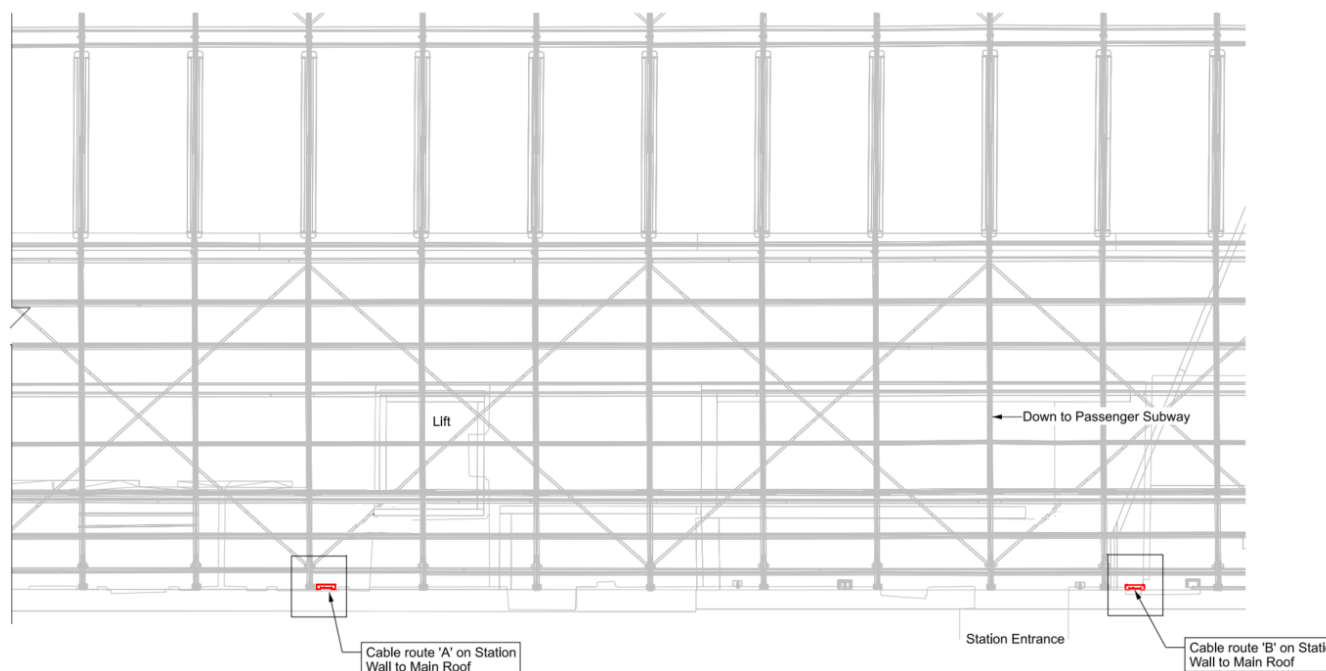 Lift
Down to Passenger Subway
Station Entrance
Cable route 'A' on Station
Wall to Main Roof
Cable route 'B' on
Wall to Main Roof